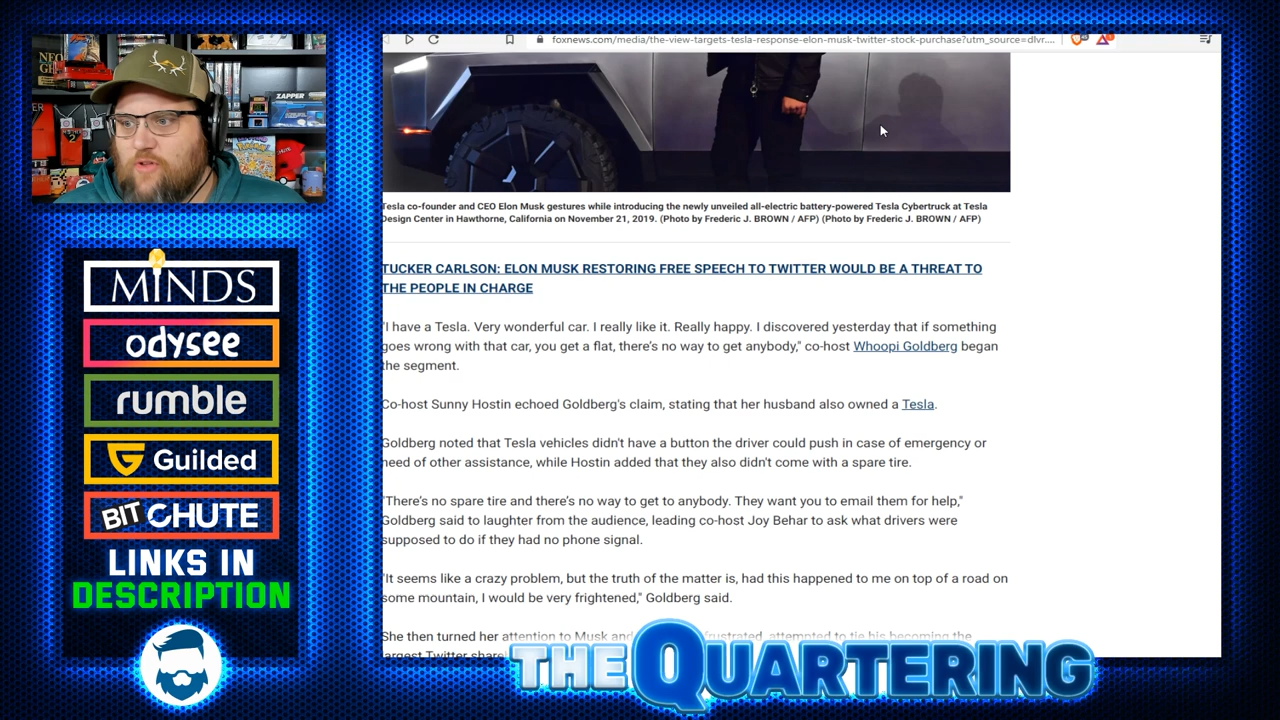 foxnews.com/media/the-view-targets-tesla-response-elon-musk-twitter-stock-purchase?utm_source=dlvr....
Tesla co-founder and CEO Elon Musk gestures while introducing the newly unveiled all-electric battery-powered Tesla Cybertruck at Tesla
Design Center in Hawthorne, California on November 21, 2019. (Photo by Frederic J. BROWN / AFP) (Photo by Frederic J. BROWN / AFP)
TUCKER CARLSON: ELON MUSK RESTORING FREE SPEECH TO TWITTER WOULD BE A THREAT TO
THE PEOPLE IN CHARGE
"I have a Tesla. Very wonderful car. I really like it. Really happy. I discovered yesterday that if something
goes wrong with that car, you get a flat, there's no way to get anybody," co-host Whoopi Goldberg began
the segment.
Co-host Sunny Hostin echoed Goldberg's claim, stating that her husband also owned a Tesla.
Goldberg noted that Tesla vehicles didn't have a button the driver could push in case of emergency or
need of other assistance, while Hostin added that they also didn't come with a spare tire.
"There's no spare tire and there's no way to get to anybody. They want you to email them for help,"
Goldberg said to laughter from the audience, leading co-host Joy Behar to ask what drivers were
supposed to do if they had no phone signal.
"It seems like a crazy problem, but the truth of the matter is, had this happened to me on top of a road on
some mountain, I would be very frightened," Goldberg said.
She then turned her attention to Musk and frustrated, attempted to tie his becoming the
largest Twitter
ZAPPER
MINDS
odysee
rumble
Guilded
BITCHUTE
LINKS IN
DESCRIPTION
THE QUARTERING